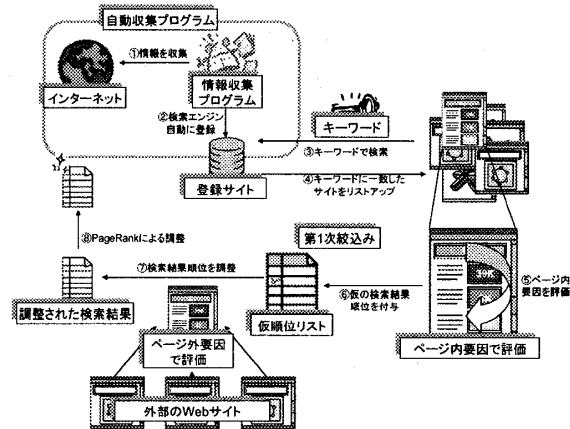 自動収集プログラム
①情報を収集
インターネット
情報収集
プログラム
②検索エンジン
自動に登録
キーワード
③キーワードで検索
登録サイト
④キーワードに一致した
サイトをリストアップ
⑧PageRankによる調整
第1次絞込み
⑦検索結果順位を調整
⑤ページ内
要因を評価
⑥仮の検索結果
順位を付与
調整された検索結果
仮順位リスト
ページ外要因
で評価
ページ内要因で評価
外部のWebサイト